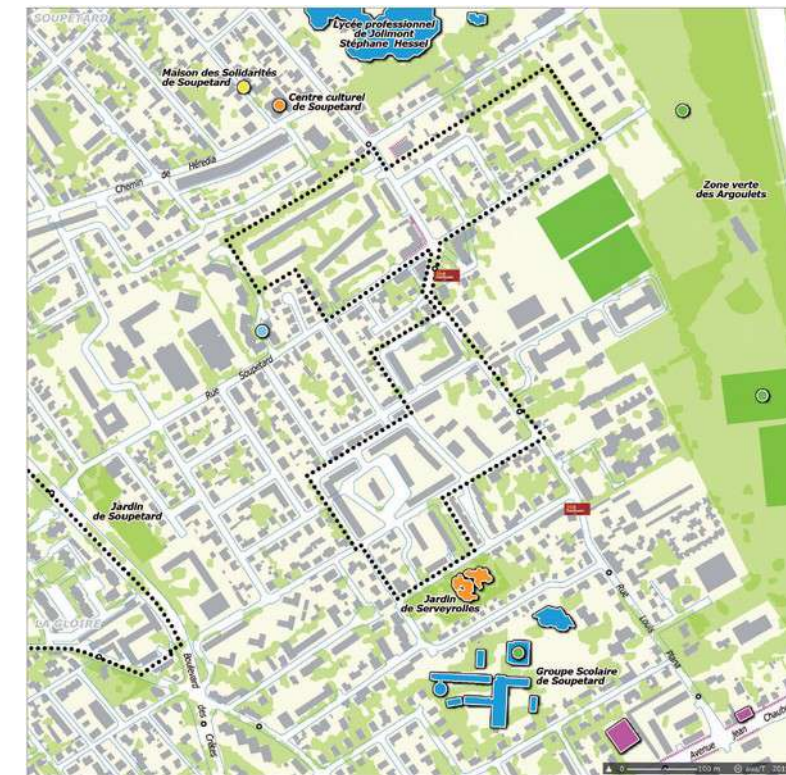 SOUPETARD
Lycée professionnel
de Jolimont
Stéphane Hessel
Maison des Solidarités
de Soupetard
Centre culturel
de Soupetard
Chemin de Hérédia
Zone verte
des Argoulets
Rue Soupetard
Jardin
de Soupetard
LA GLOIRE
Jardin
de Serveyrolles
Boulevard des Crêtes
Groupe Scolaire
de Soupetard
Rue Louis Plana
Avenue Jean Chaubet
0 100 m